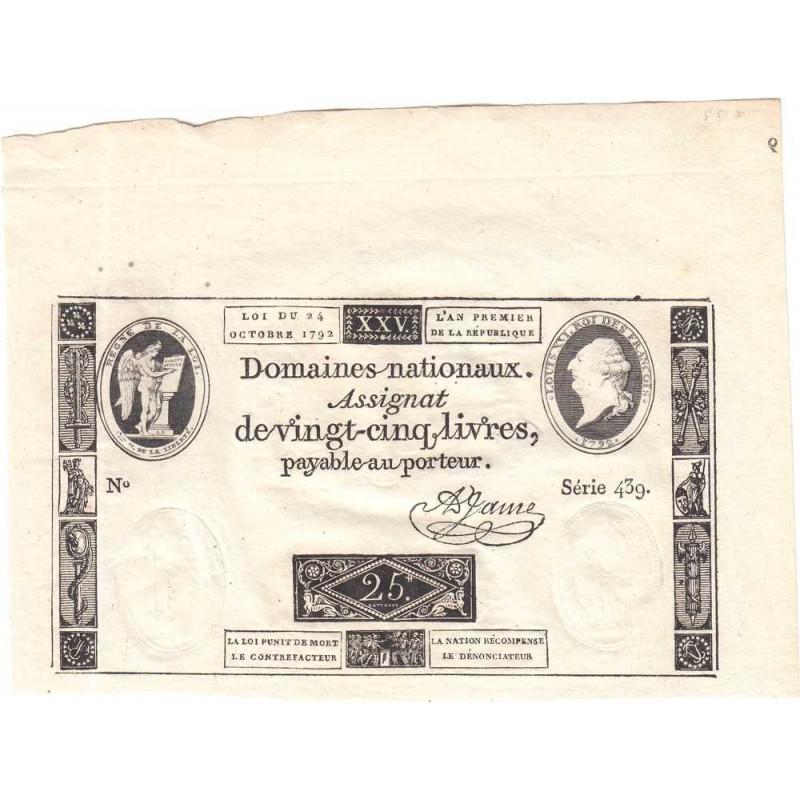 LOI DU 24
OCTOBRE 1792
XXV
L'AN PREMIER
DE LA RÉPUBLIQUE
REGNE DE LA LOI.
DE LA LIBERTÉ
LOUIS XVI. ROI DES FRANÇOIS
1792
Domaines nationaux.
Assignat
de vingt-cinq livres,
payable au porteur.
No
Série 439.
A Jame
25.
LA LOI PUNIT DE MORT
LE CONTREFACTEUR
LA NATION RÉCOMPENSE
LE DÉNONCIATEUR